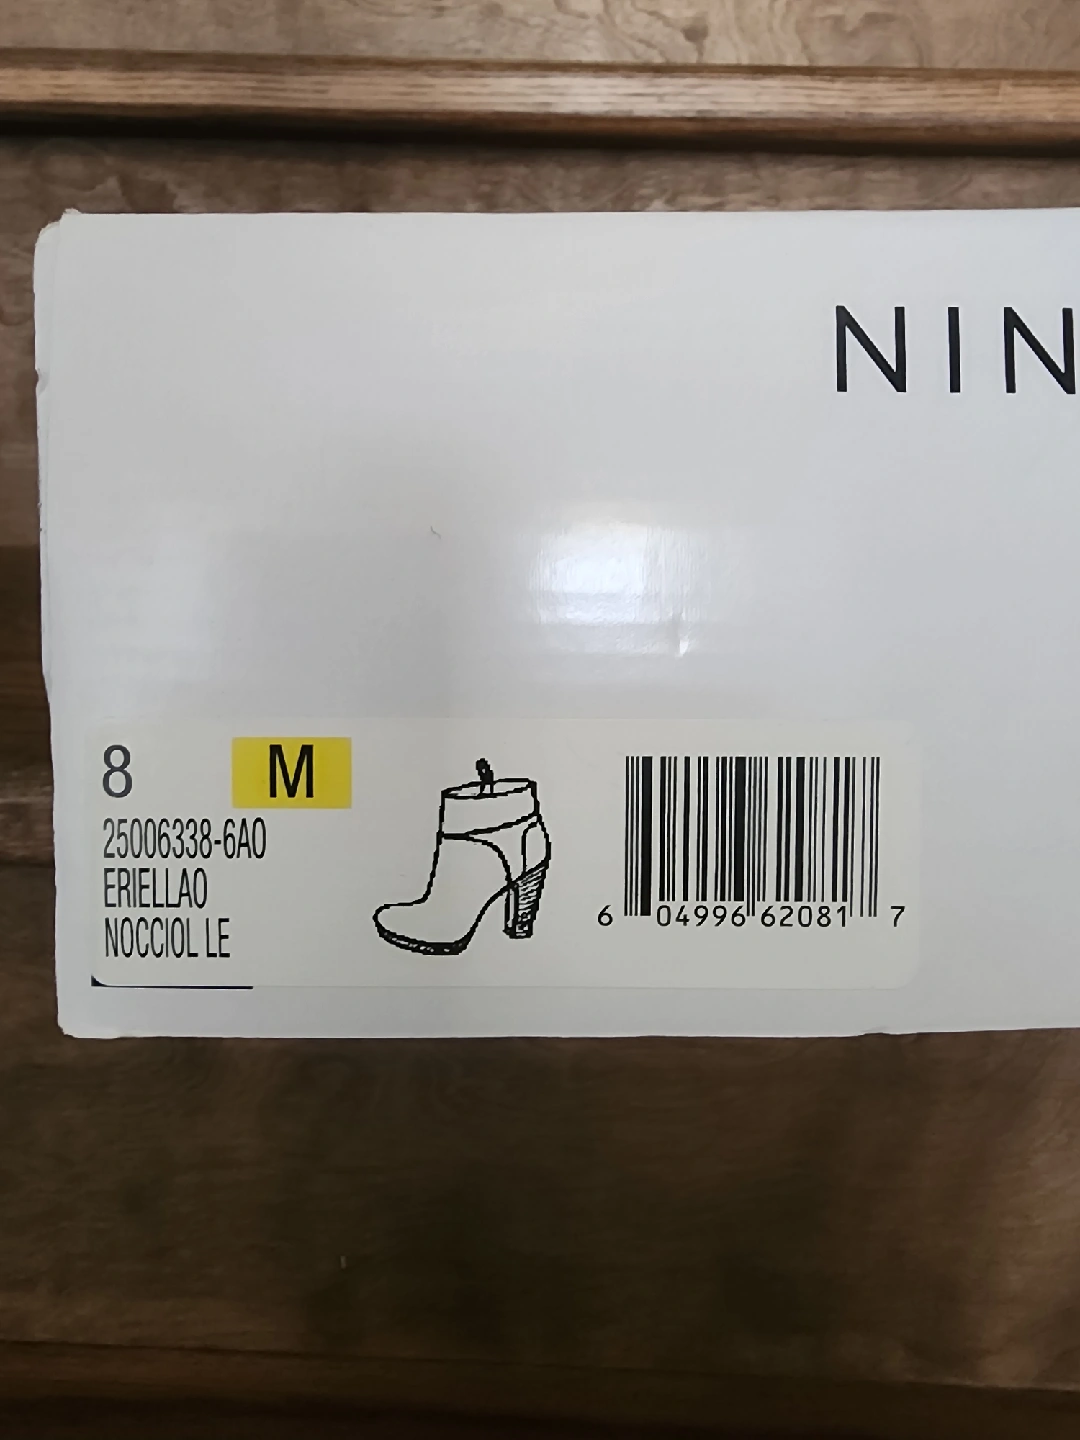 NIN
8 M
25006338-6A0
ERIELLAO
NOCCIOL LE
6 04996 62081 7